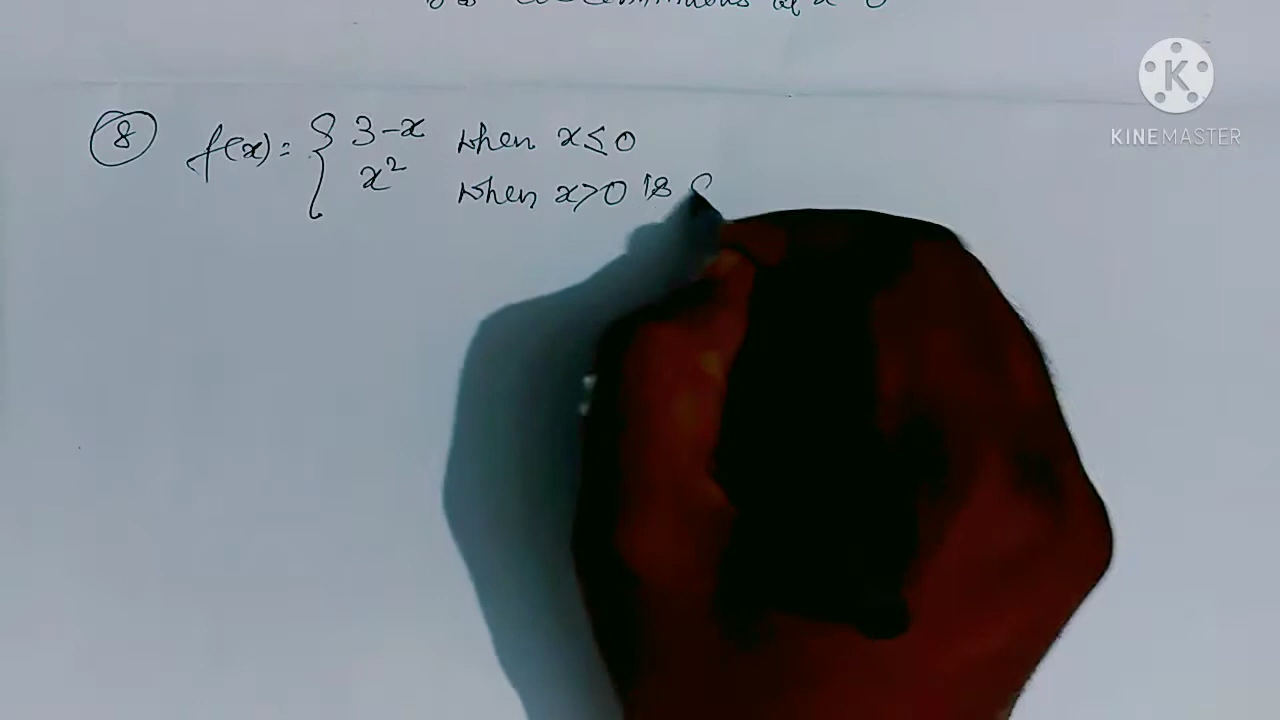 ⑧ f(x) = { 3-x when x≤0
x² when x>0 is
K
KINEMASTER